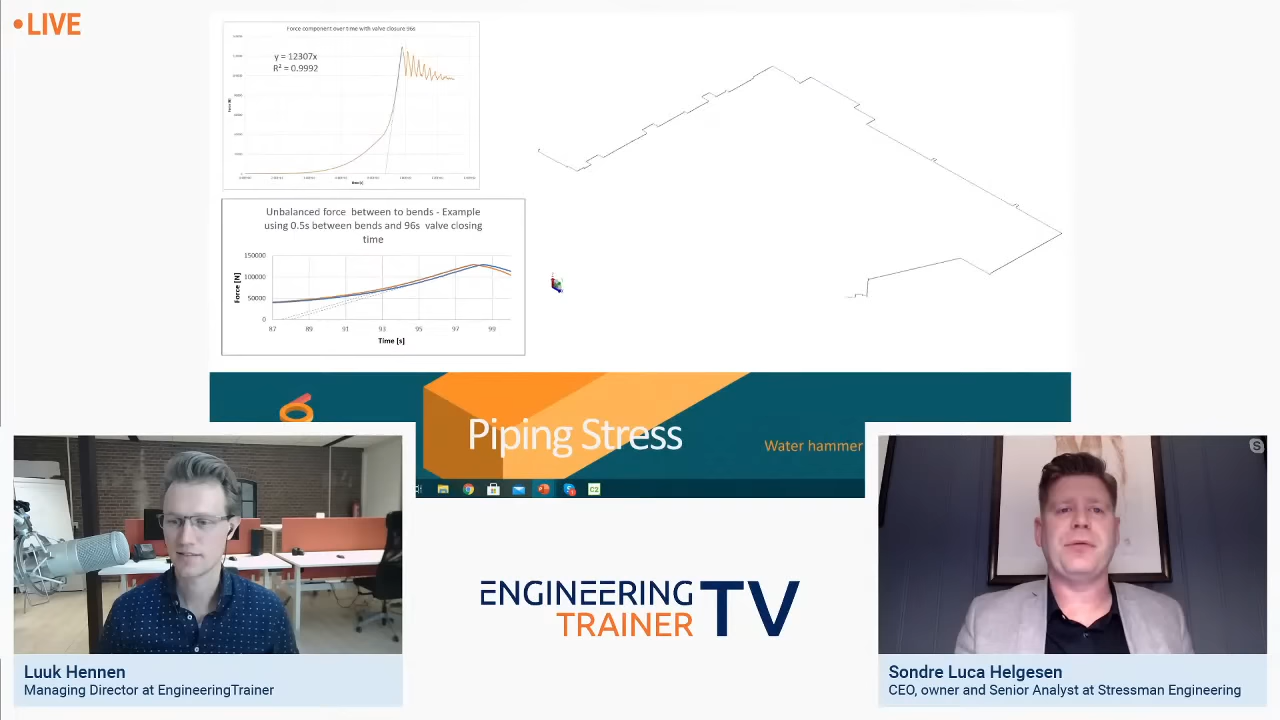 LIVE
Force component over time with valve closure 96s
y = 12307x
R² = 0.9992
Unbalanced force between to bends - Example
using 0.5s between bends and 96s valve closing
time
150000
100000
50000
0
Force [N]
87 89 91 93 95 97 99
Time [s]
Piping Stress
Water hammer
C2
ENGINEERING
TRAINER
TV
Luuk Hennen
Managing Director at EngineeringTrainer
Sondre Luca Helgesen
CEO, owner and Senior Analyst at Stressman Engineering